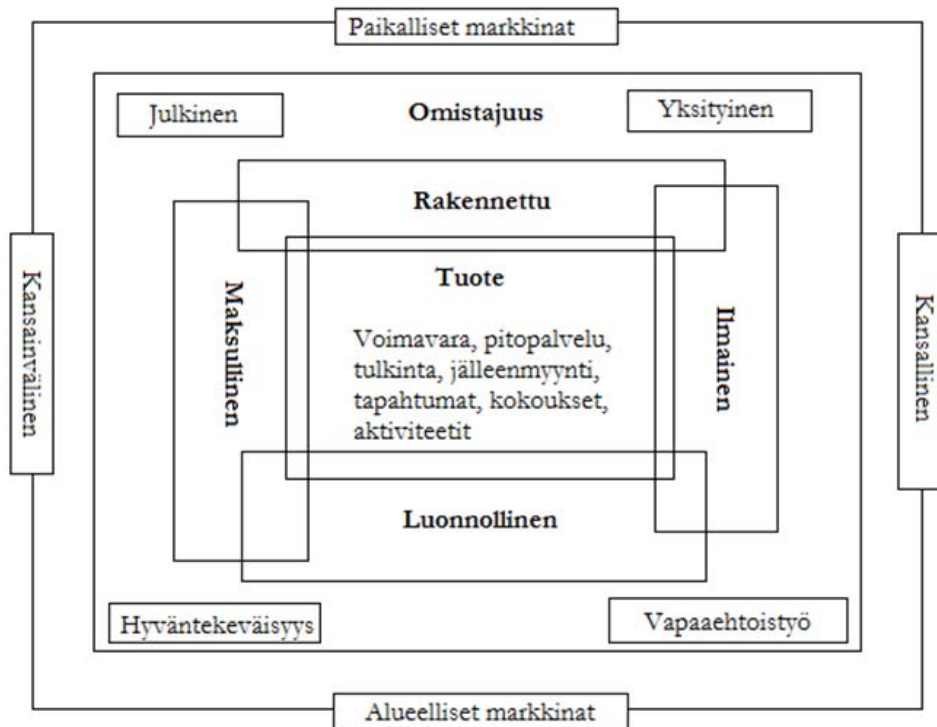 Paikalliset markkinat
Julkinen
Omistajuus
Yksityinen
Rakennettu
Kansainvälinen
Maksullinen
Tuote
Voimavara, pitopalvelu,
tulkinta, jälleenmyynti,
tapahtumat, kokoukset,
aktiviteetit
Ilmainen
Kansallinen
Luonnollinen
Hyväntekeväisyys
Vapaaehtoistyö
Alueelliset markkinat